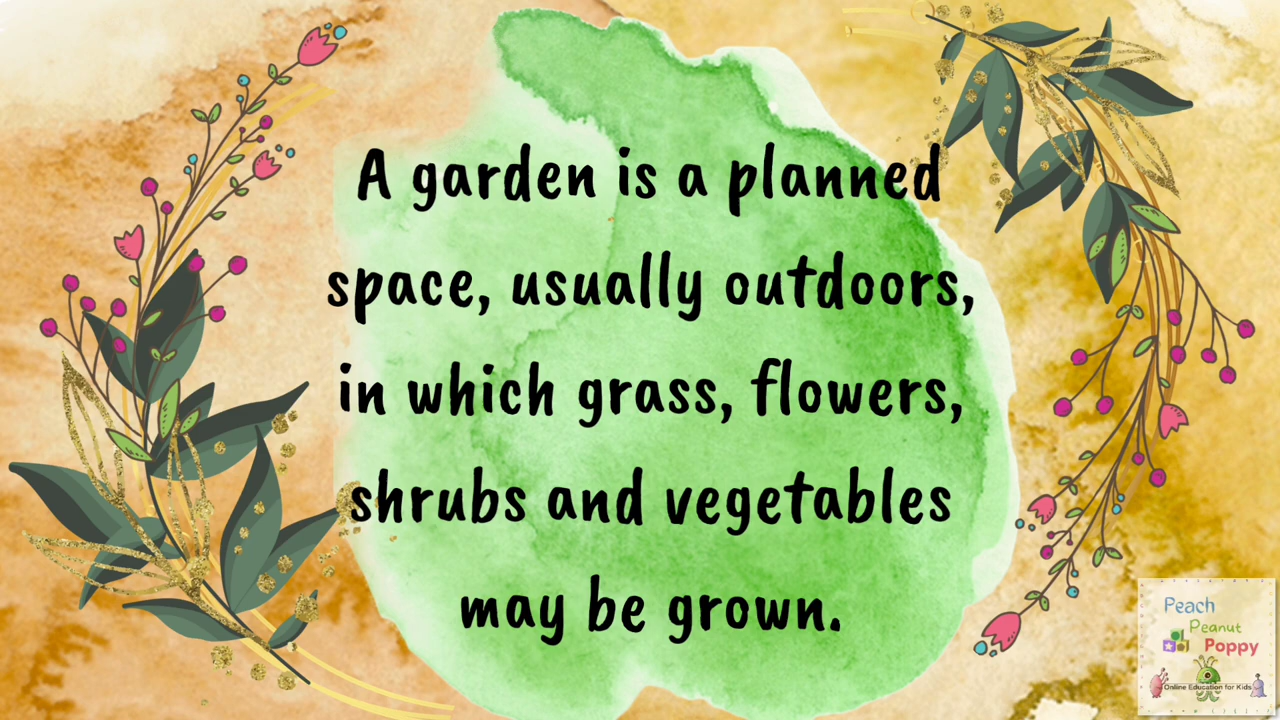 A garden is a planned
space, usually outdoors,
in which grass, flowers,
shrubs and vegetables
may be grown.
Peach
Peanut
Poppy
Online Education for Kids